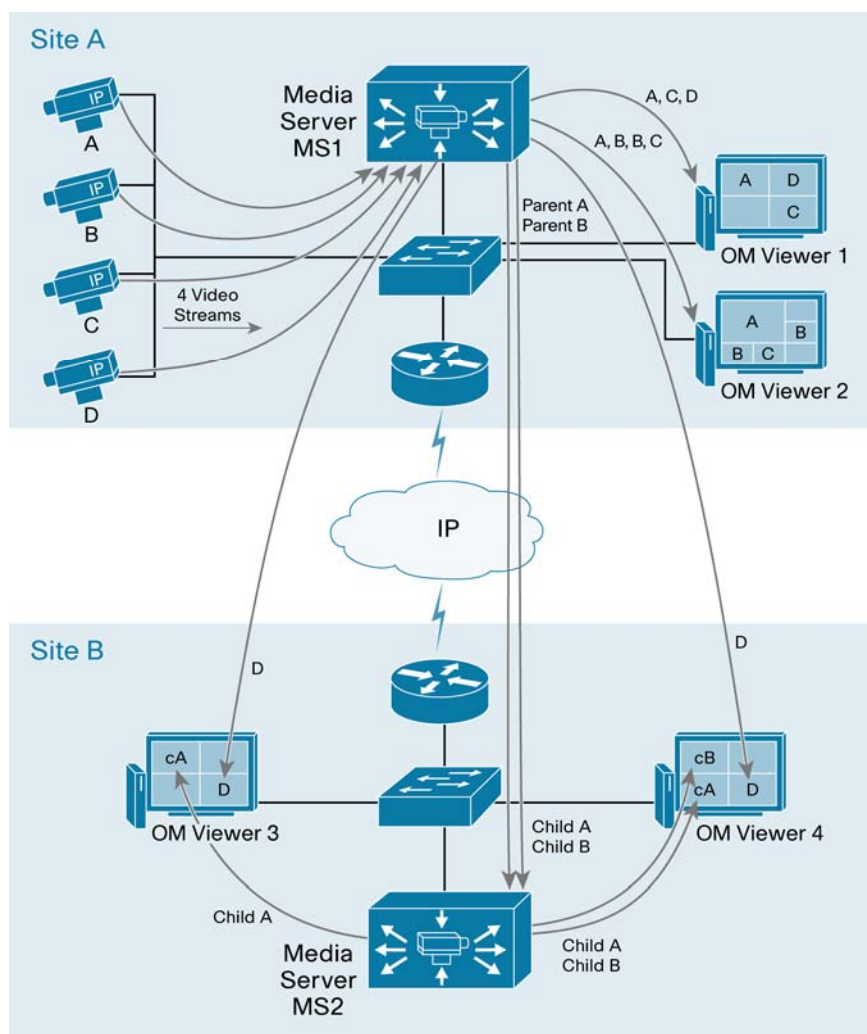 Site A
IP
A
IP
B
IP
C
IP
D
4 Video
Streams
Media
Server
MS1
A, C, D
A, B, B, C
Parent A
Parent B
A
D
C
OM Viewer 1
A
B
B
C
OM Viewer 2
IP
Site B
D
D
cA
D
OM Viewer 3
cB
cA
D
OM Viewer 4
Child A
Child B
Child A
Media
Server
MS2
Child A
Child B